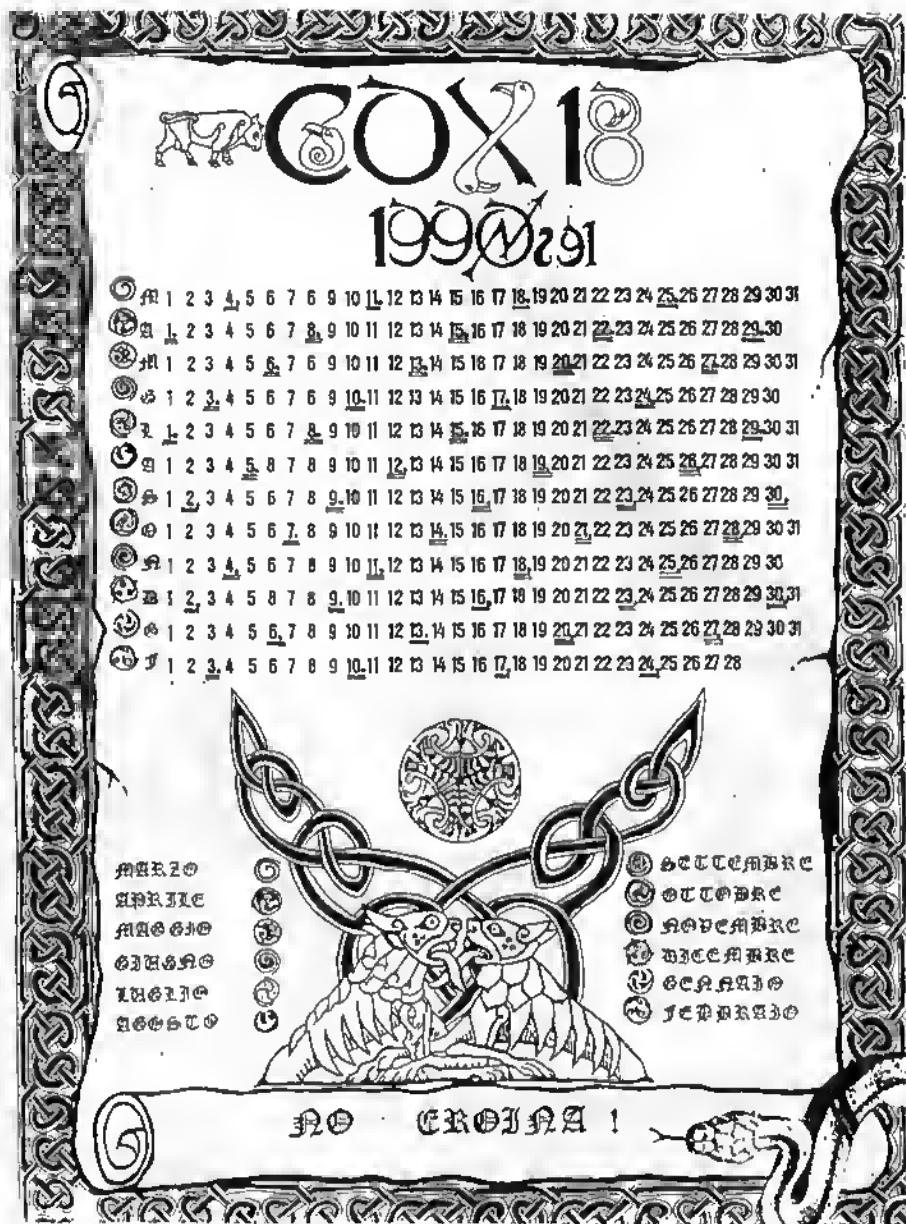 COX 18
1990 91
M 1 2 3 4 5 6 7 8 9 10 11 12 13 14 15 16 17 18 19 20 21 22 23 24 25 26 27 28 29 30 31
A 1 2 3 4 5 6 7 8 9 10 11 12 13 14 15 16 17 18 19 20 21 22 23 24 25 26 27 28 29 30
M 1 2 3 4 5 6 7 8 9 10 11 12 13 14 15 16 17 18 19 20 21 22 23 24 25 26 27 28 29 30 31
G 1 2 3 4 5 6 7 8 9 10 11 12 13 14 15 16 17 18 19 20 21 22 23 24 25 26 27 28 29 30
L 1 2 3 4 5 6 7 8 9 10 11 12 13 14 15 16 17 18 19 20 21 22 23 24 25 26 27 28 29 30 31
A 1 2 3 4 5 6 7 8 9 10 11 12 13 14 15 16 17 18 19 20 21 22 23 24 25 26 27 28 29 30 31
S 1 2 3 4 5 6 7 8 9 10 11 12 13 14 15 16 17 18 19 20 21 22 23 24 25 26 27 28 29 30
O 1 2 3 4 5 6 7 8 9 10 11 12 13 14 15 16 17 18 19 20 21 22 23 24 25 26 27 28 29 30 31
N 1 2 3 4 5 6 7 8 9 10 11 12 13 14 15 16 17 18 19 20 21 22 23 24 25 26 27 28 29 30
D 1 2 3 4 5 6 7 8 9 10 11 12 13 14 15 16 17 18 19 20 21 22 23 24 25 26 27 28 29 30 31
G 1 2 3 4 5 6 7 8 9 10 11 12 13 14 15 16 17 18 19 20 21 22 23 24 25 26 27 28 29 30 31
F 1 2 3 4 5 6 7 8 9 10 11 12 13 14 15 16 17 18 19 20 21 22 23 24 25 26 27 28
MARZO
APRILE
MAGGIO
GIUGNO
LUGLIO
AGOSTO
SETTEMBRE
OTTOBRE
NOVEMBRE
DICEMBRE
GENNAIO
FEBBRAIO
NO EROINA !